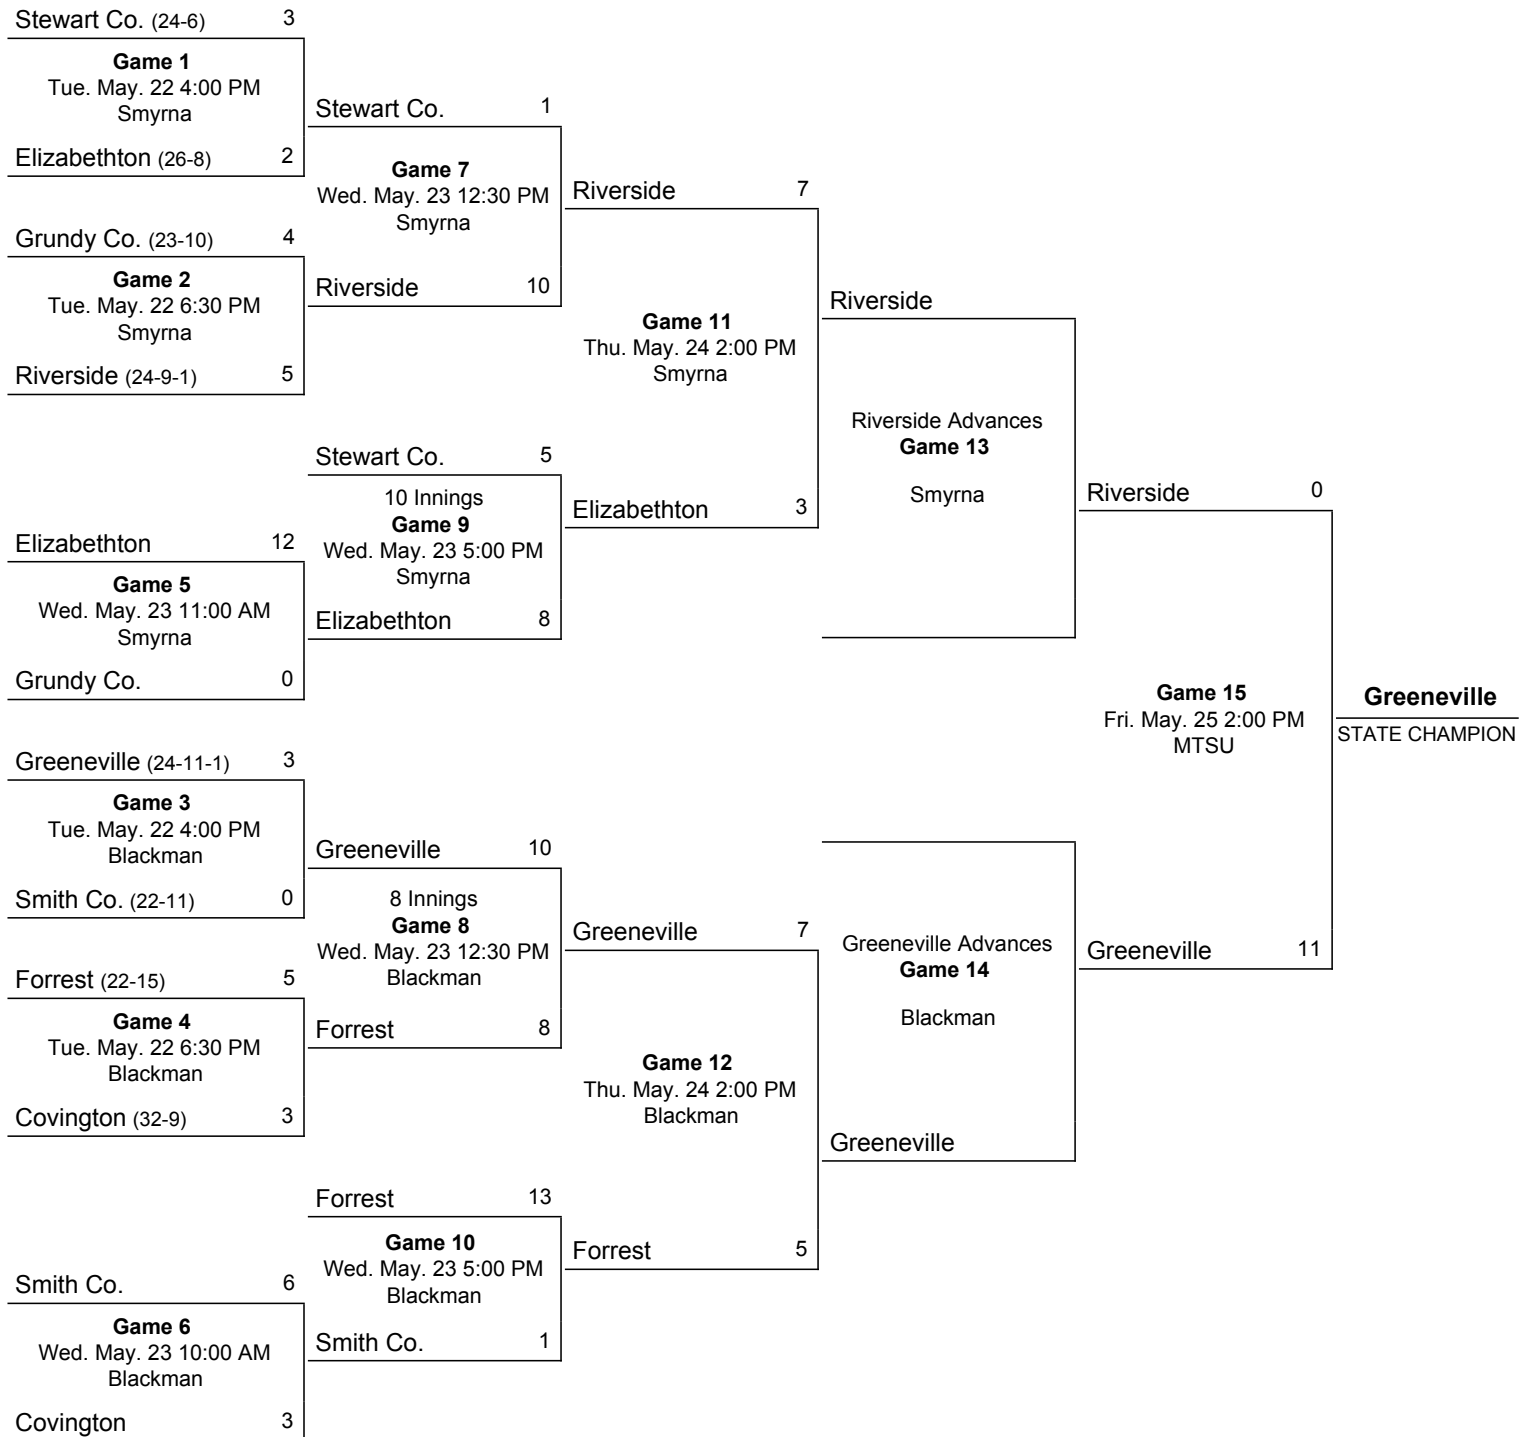 Stewart Co. (24-6) 3
Game 1
Tue. May. 22 4:00 PM
Smyrna
Elizabethton (26-8) 2
Grundy Co. (23-10) 4
Game 2
Tue. May. 22 6:30 PM
Smyrna
Riverside (24-9-1) 5
Elizabethton 12
Game 5
Wed. May. 23 11:00 AM
Smyrna
Grundy Co. 0
Greeneville (24-11-1) 3
Game 3
Tue. May. 22 4:00 PM
Blackman
Smith Co. (22-11) 0
Forrest (22-15) 5
Game 4
Tue. May. 22 6:30 PM
Blackman
Covington (32-9) 3
Smith Co. 6
Game 6
Wed. May. 23 10:00 AM
Blackman
Covington 3
Stewart Co. 1
Game 7
Wed. May. 23 12:30 PM
Smyrna
Riverside 10
Stewart Co. 5
10 Innings
Game 9
Wed. May. 23 5:00 PM
Smyrna
Elizabethton 8
Greeneville 10
8 Innings
Game 8
Wed. May. 23 12:30 PM
Blackman
Forrest 8
Forrest 13
Game 10
Wed. May. 23 5:00 PM
Blackman
Smith Co. 1
Riverside 7
Game 11
Thu. May. 24 2:00 PM
Smyrna
Elizabethton 3
Greeneville 7
Game 12
Thu. May. 24 2:00 PM
Blackman
Forrest 5
Riverside
Riverside Advances
Game 13
Smyrna
Greeneville Advances
Game 14
Blackman
Greeneville
Riverside 0
Game 15
Fri. May. 25 2:00 PM
MTSU
Greeneville 11
Greeneville
STATE CHAMPION